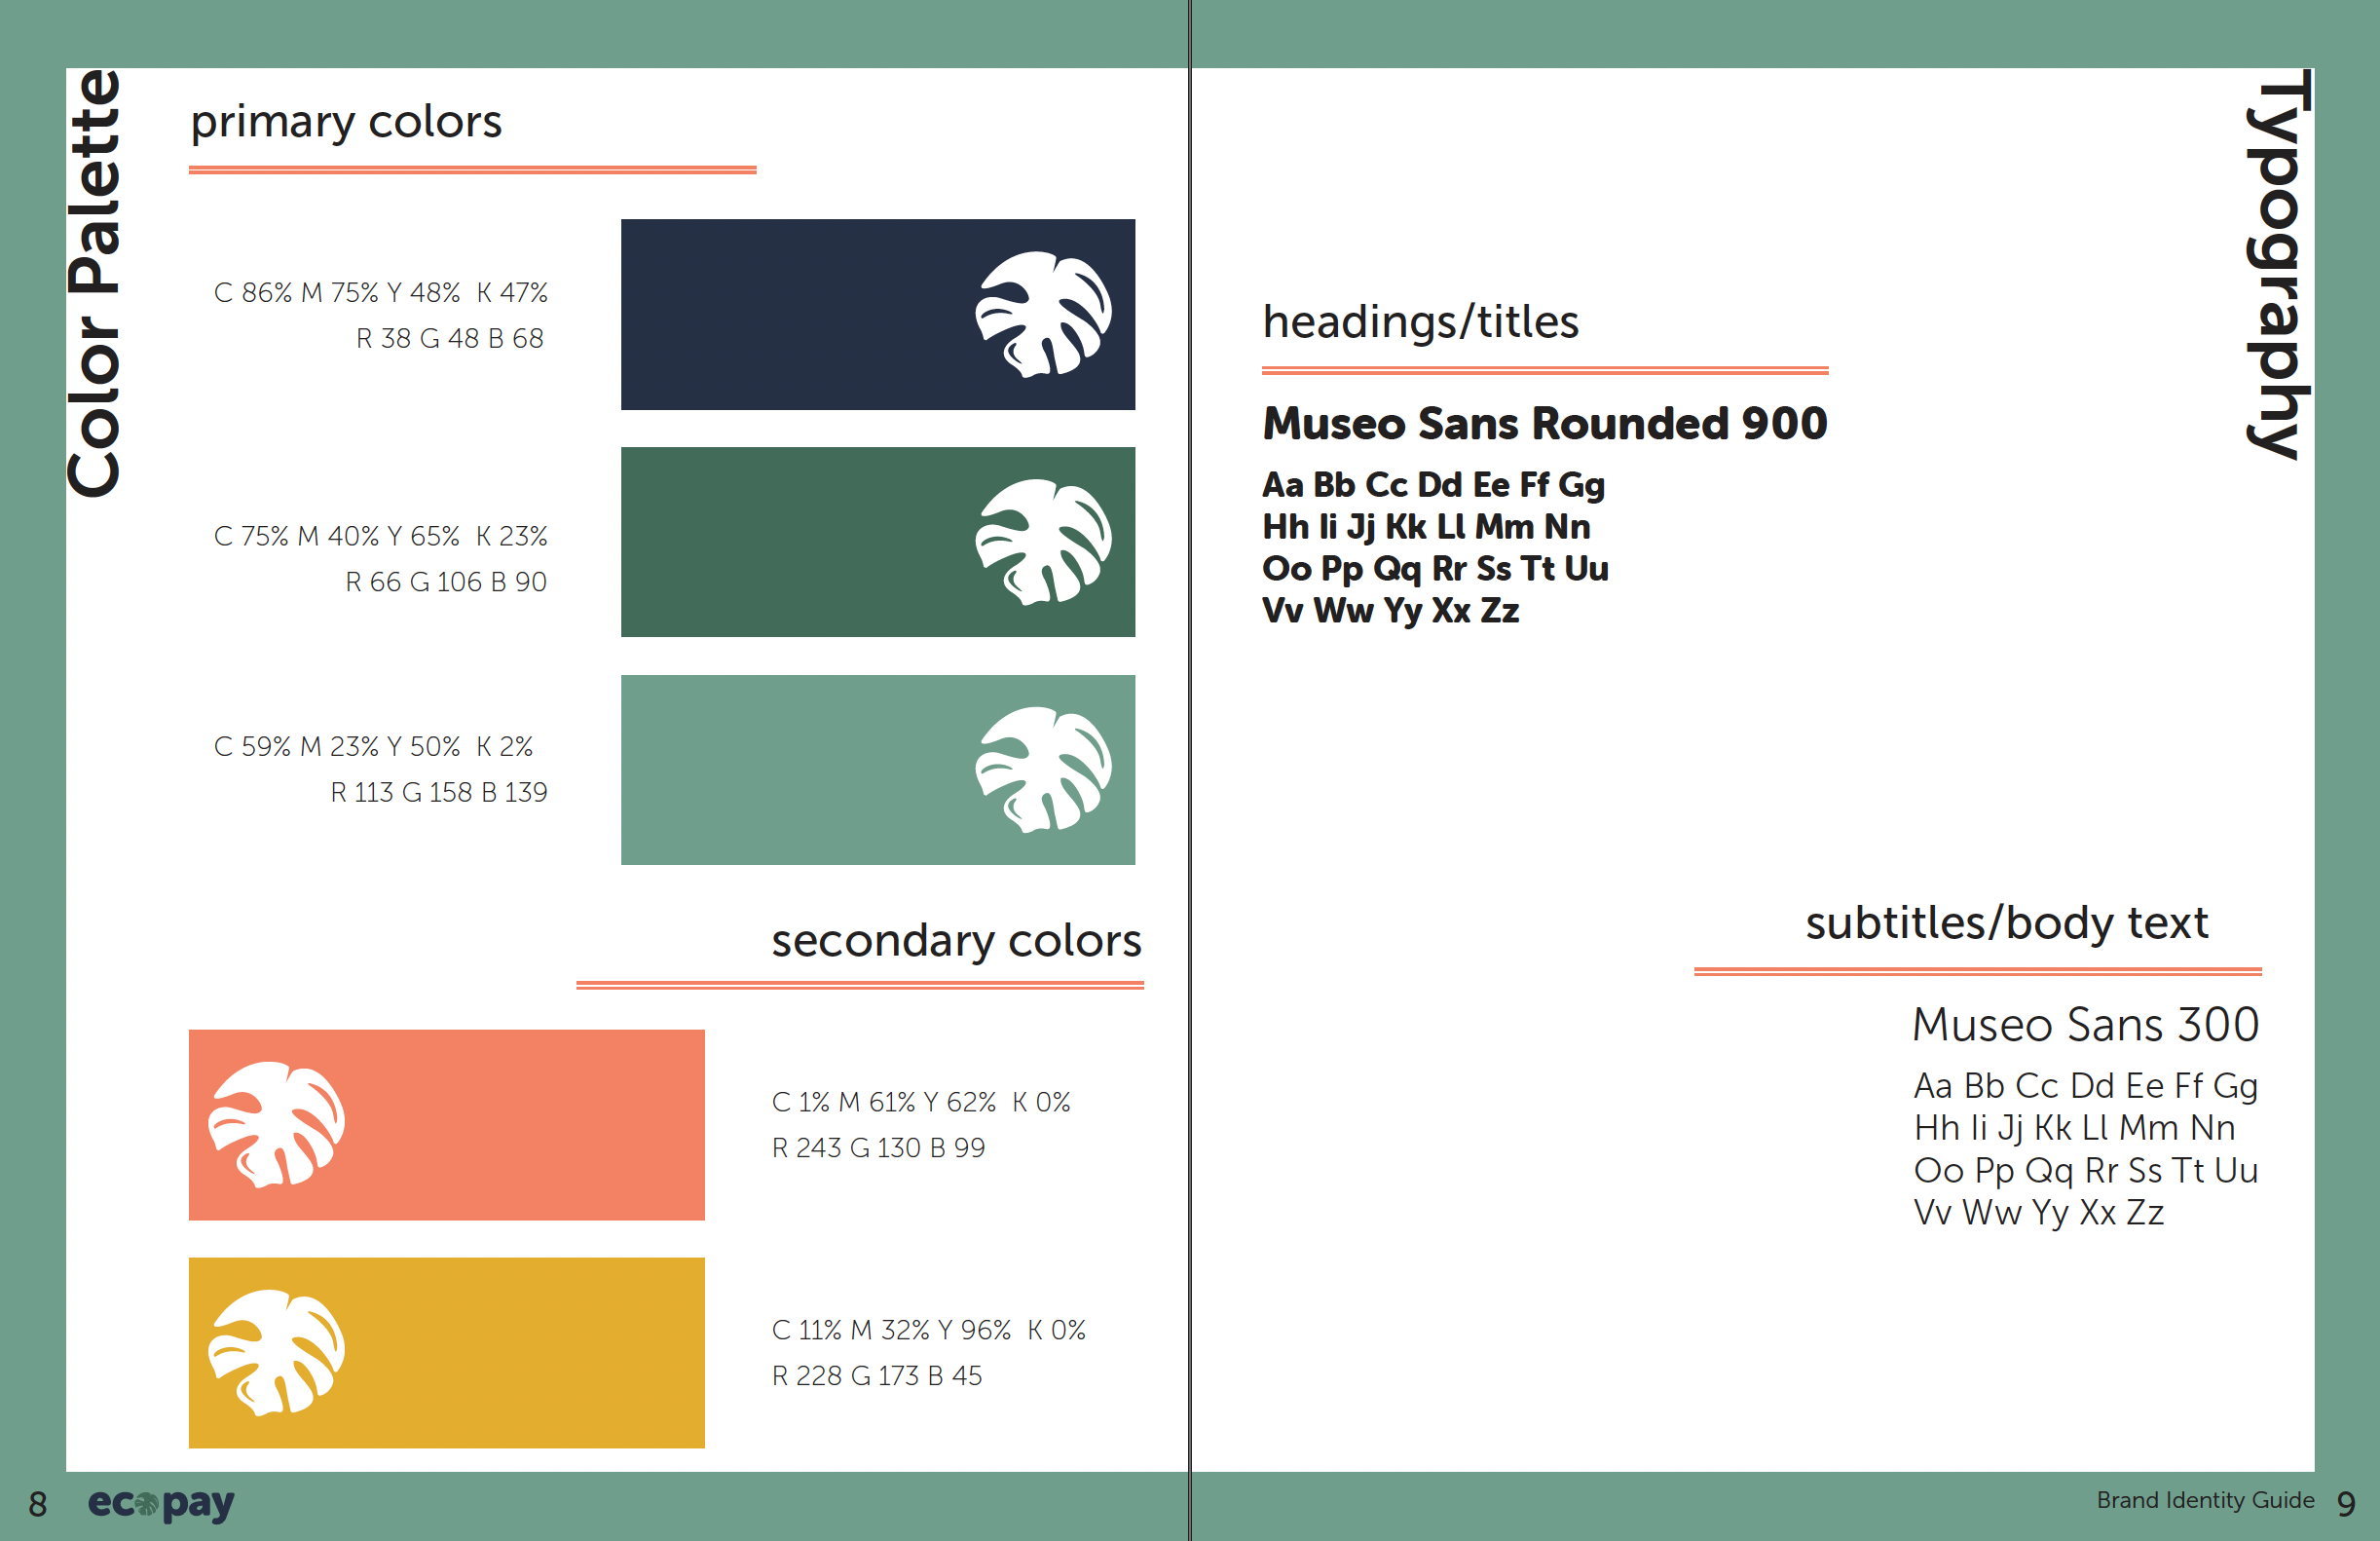 Color Palette
primary colors
C 86% M 75% Y 48%  K 47%
R 38 G 48 B 68
C 75% M 40% Y 65%  K 23%
R 66 G 106 B 90
C 59% M 23% Y 50%  K 2%
R 113 G 158 B 139
secondary colors
C 1% M 61% Y 62%  K 0%
R 243 G 130 B 99
C 11% M 32% Y 96%  K 0%
R 228 G 173 B 45
8
ecopay
Typography
headings/titles
Museo Sans Rounded 900
Aa Bb Cc Dd Ee Ff Gg
Hh Ii Jj Kk Ll Mm Nn
Oo Pp Qq Rr Ss Tt Uu
Vv Ww Yy Xx Zz
subtitles/body text
Museo Sans 300
Aa Bb Cc Dd Ee Ff Gg
Hh Ii Jj Kk Ll Mm Nn
Oo Pp Qq Rr Ss Tt Uu
Vv Ww Yy Xx Zz
Brand Identity Guide 9